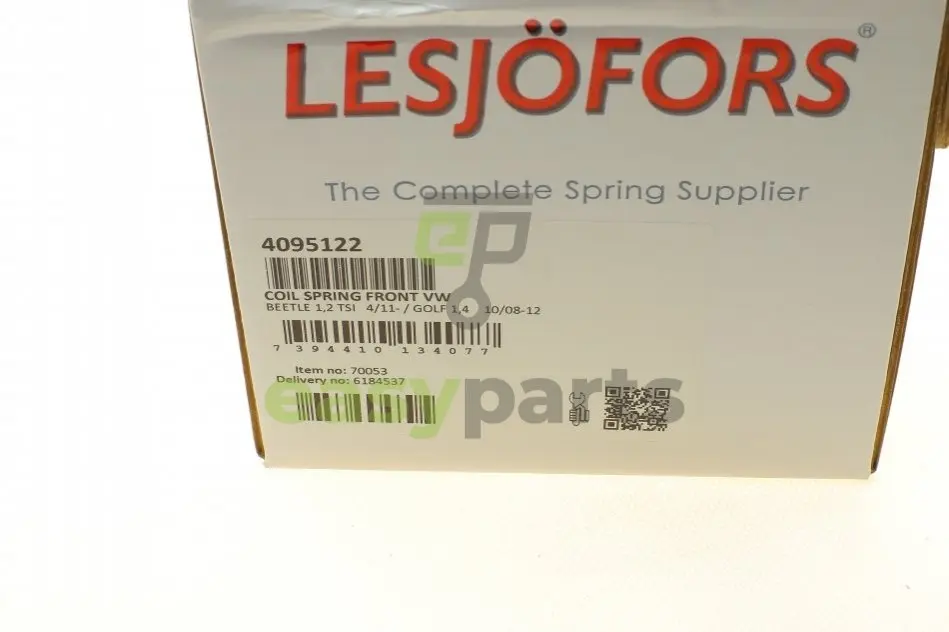 LESJÖFORS®
The Complete Spring Supplier
ep
4095122
COIL SPRING FRONT VW
BEETLE 1,2 TSI 4/11- / GOLF 1,4 10/08-12
7 394410 134077
Item no: 70053
Delivery no: 6184537
easyparts